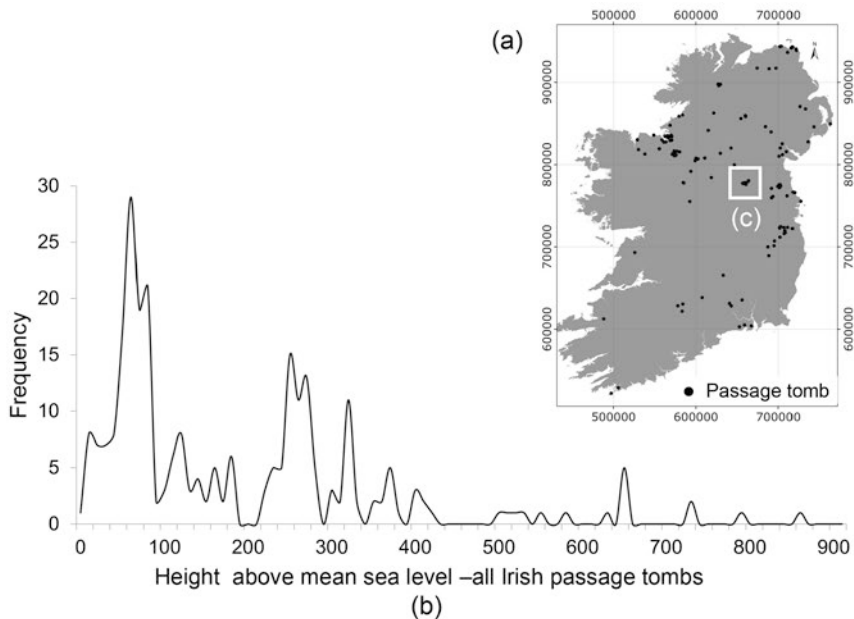 (a)
500000 600000 700000
900000
800000
700000
600000
900000
800000
700000
600000
N
(c)
Passage tomb
500000 600000 700000
Frequency
30
25
20
15
10
5
0
0 100 200 300 400 500 600 700 800 900
Height above mean sea level –all Irish passage tombs
(b)